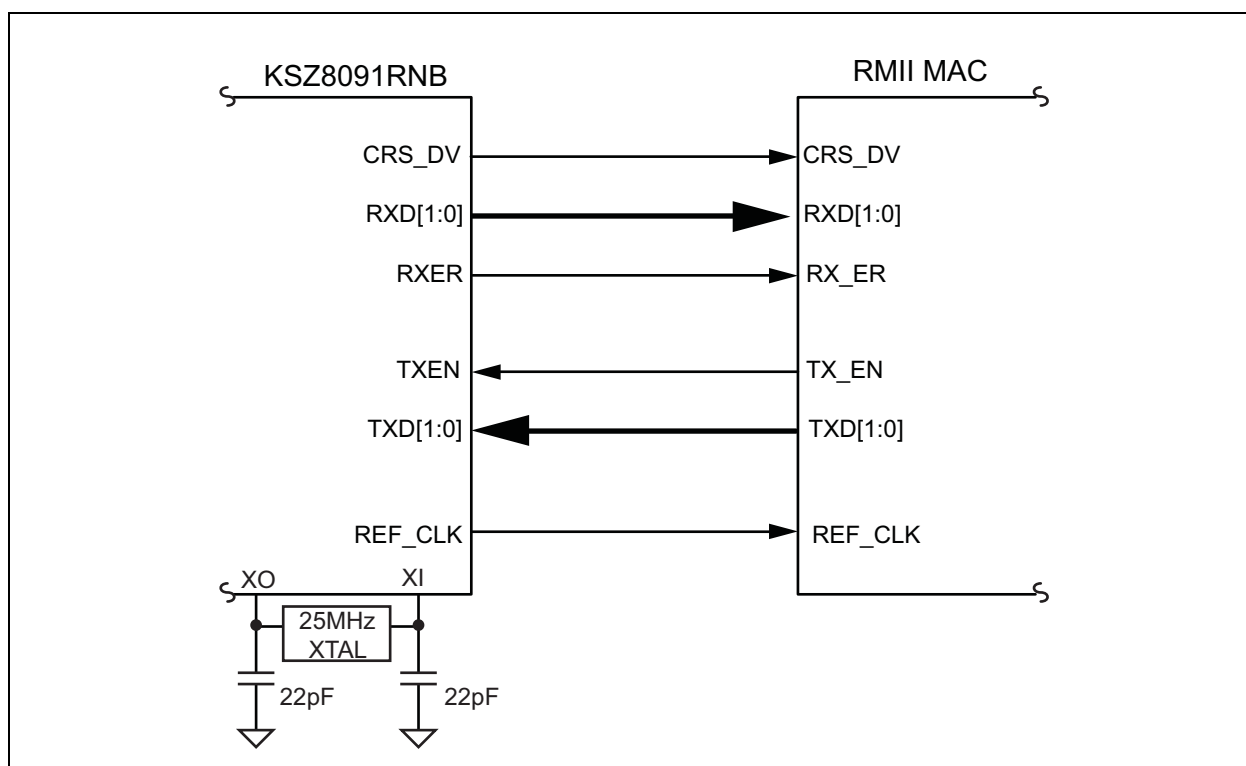 KSZ8091RNB RMII MAC
CRS_DV CRS_DV
RXD[1:0] RXD[1:0]
RXER RX_ER
TXEN TX_EN
TXD[1:0] TXD[1:0]
REF_CLK REF_CLK
XO XI
25MHz
XTAL
22pF 22pF